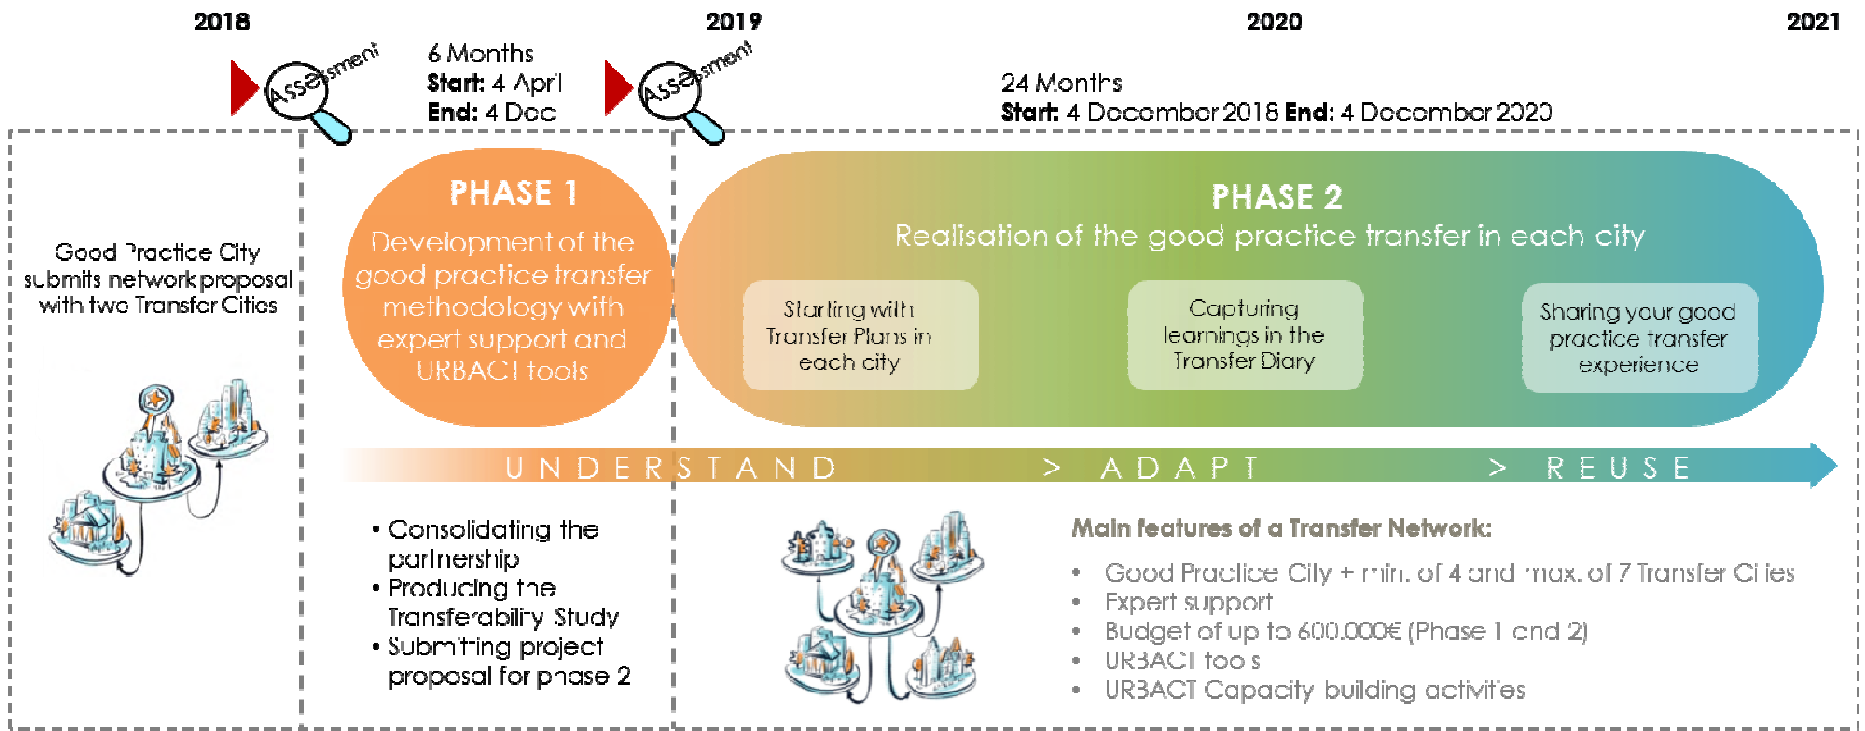 2018
2019
2020
2021
Assessment
6 Months
Start: 4 April
End: 4 Dec
Assessment
24 Months
Start: 4 December 2018 End: 4 December 2020
Good Practice City
submits network proposal
with two Transfer Cities
PHASE 1
Development of the
good practice transfer
methodology with
expert support and
URBACT tools
PHASE 2
Realisation of the good practice transfer in each city
Starting with
Transfer Plans in
each city
Capturing
learnings in the
Transfer Diary
Sharing your good
practice transfer
experience
UNDERSTAND > ADAPT > REUSE
• Consolidating the
partnership
• Producing the
Transferability Study
• Submitting project
proposal for phase 2
Main features of a Transfer Network:
• Good Practice City + min. of 4 and max. of 7 Transfer Cities
• Expert support
• Budget of up to 600.000€ (Phase 1 and 2)
• URBACT tools
• URBACT Capacity building activities